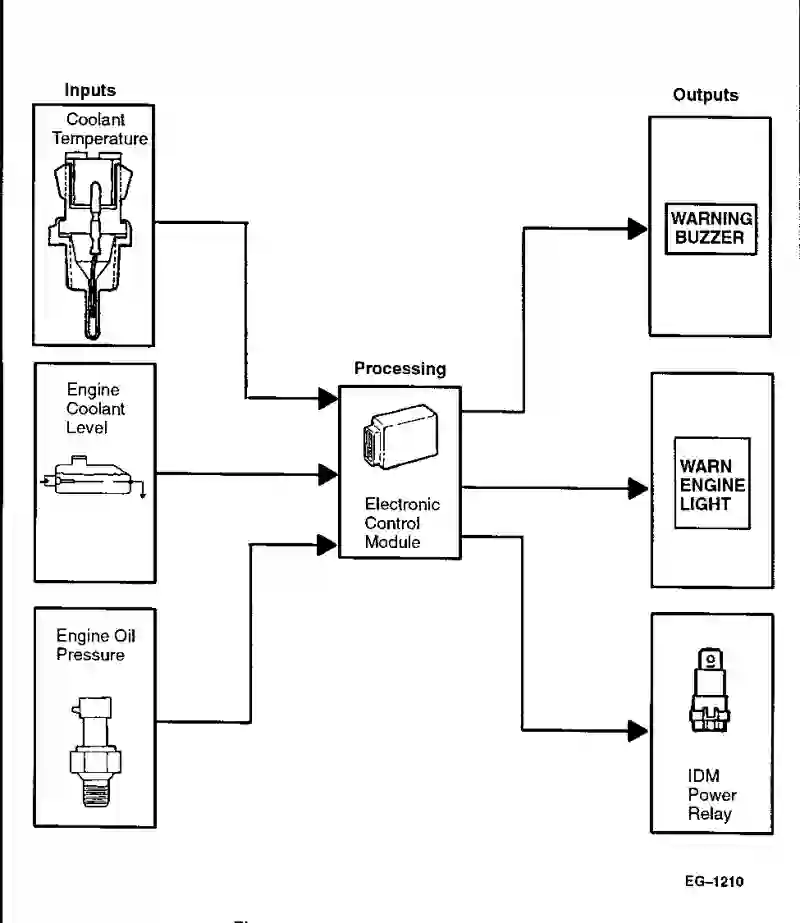 Inputs
Coolant
Temperature
Engine
Coolant
Level
Engine Oil
Pressure
Processing
Electronic
Control
Module
Outputs
WARNING
BUZZER
WARN
ENGINE
LIGHT
IDM
Power
Relay
EG–1210